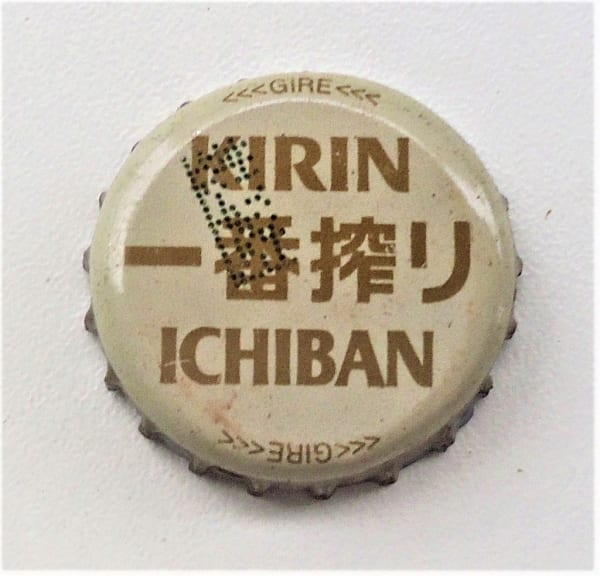 <<<GIRE<<<
KIRIN
一番搾り
ICHIBAN
<<<GIRE<<<